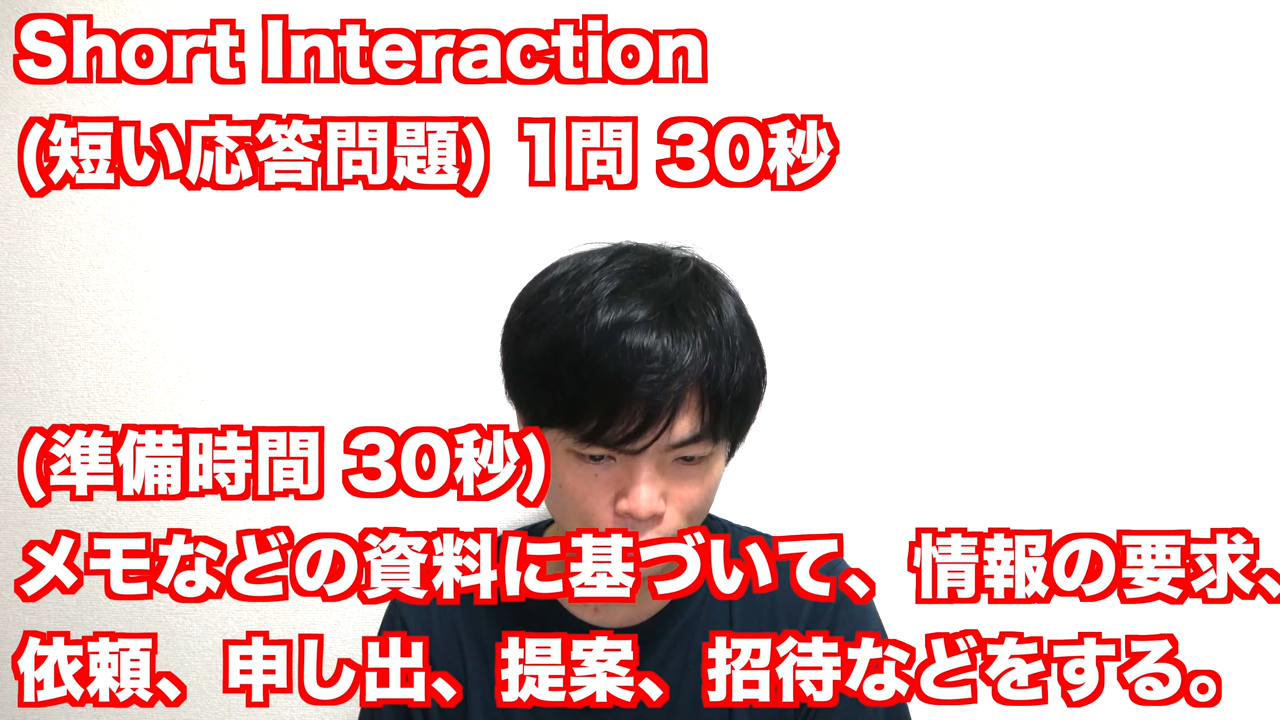 Short Interaction
(短い応答問題) 1問 30秒
(準備時間 30秒)
メモなどの資料に基づいて、情報の要求、
依頼、申し出、提案、招待などをする。